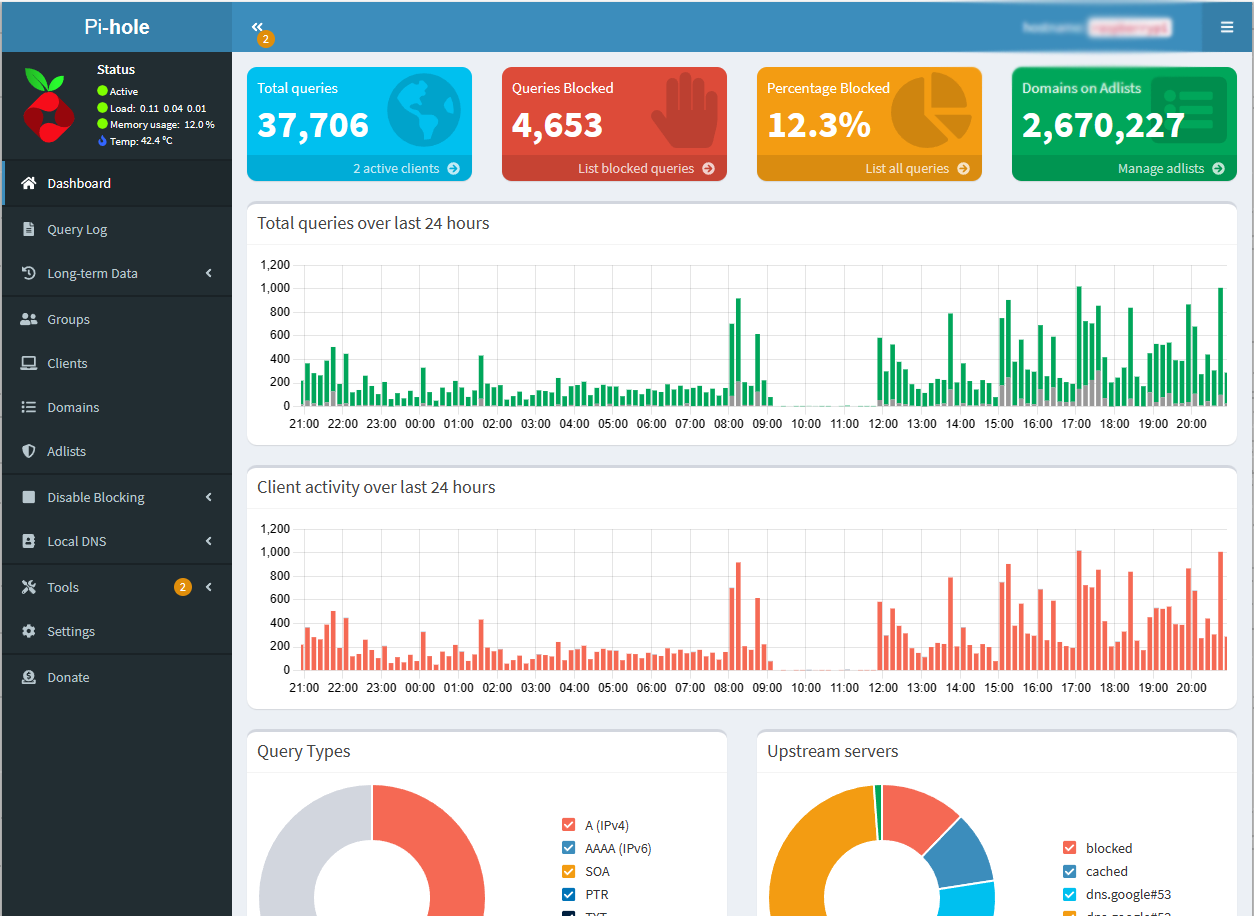 Pi-hole
2
hostname: raspberrypi
Status
Active
Load: 0.11 0.04 0.01
Memory usage: 12.0 %
Temp: 42.4 °C
Dashboard
Query Log
Long-term Data
Groups
Clients
Domains
Adlists
Disable Blocking
Local DNS
Tools 2
Settings
Donate
Total queries
37,706
2 active clients
Queries Blocked
4,653
List blocked queries
Percentage Blocked
12.3%
List all queries
Domains on Adlists
2,670,227
Manage adlists
Total queries over last 24 hours
1,200
1,000
800
600
400
200
0
21:00 22:00 23:00 00:00 01:00 02:00 03:00 04:00 05:00 06:00 07:00 08:00 09:00 10:00 11:00 12:00 13:00 14:00 15:00 16:00 17:00 18:00 19:00 20:00
Client activity over last 24 hours
1,200
1,000
800
600
400
200
0
21:00 22:00 23:00 00:00 01:00 02:00 03:00 04:00 05:00 06:00 07:00 08:00 09:00 10:00 11:00 12:00 13:00 14:00 15:00 16:00 17:00 18:00 19:00 20:00
Query Types
A (IPv4)
AAAA (IPv6)
SOA
PTR
TXT
Upstream servers
blocked
cached
dns.google#53
dns.google#53